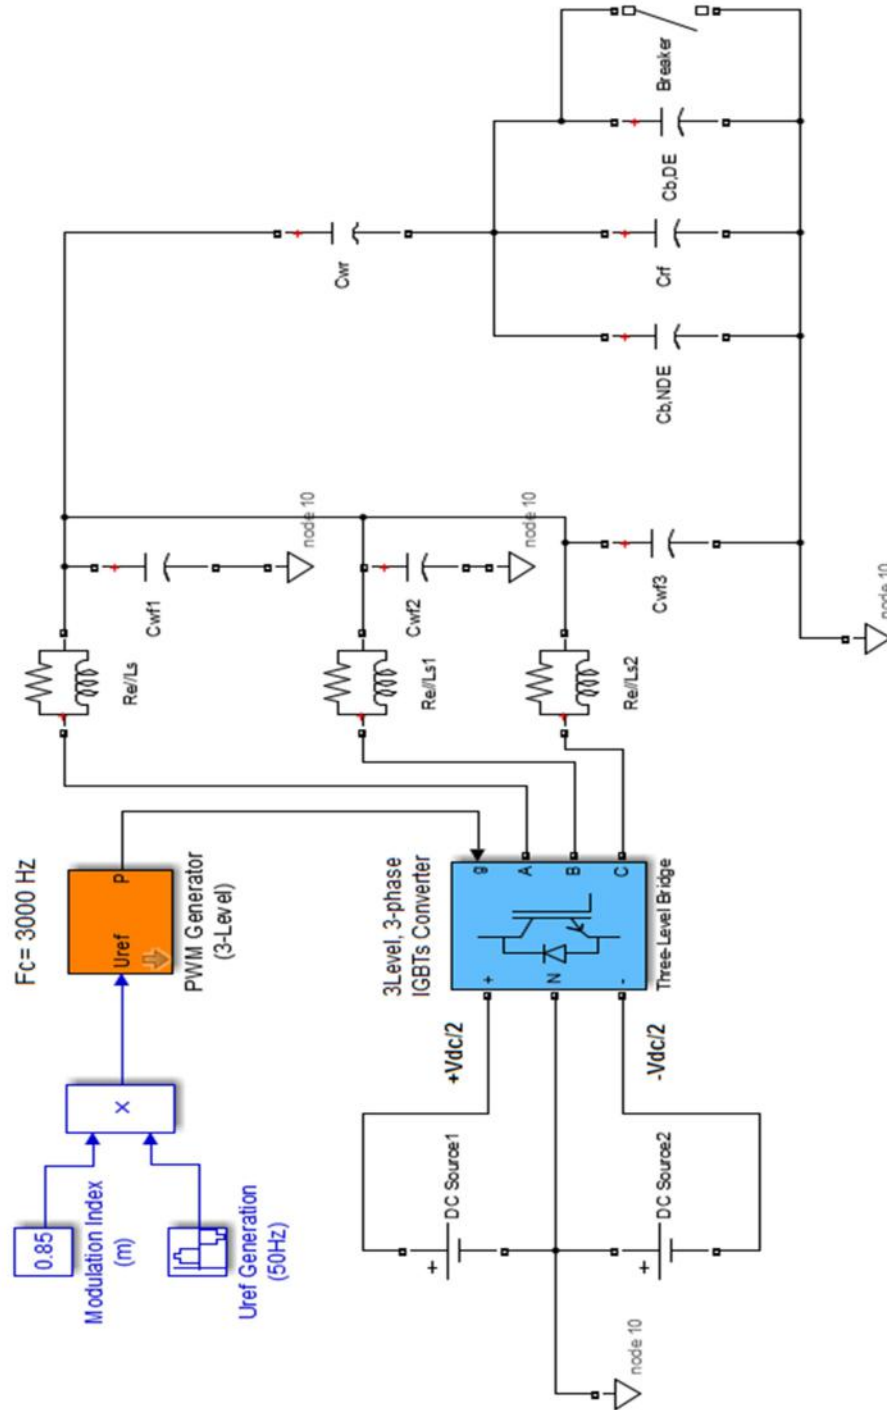 0.85
Modulation Index
(m)
Uref Generation
(50Hz)
X
Fc= 3000 Hz
Uref
P
PWM Generator
(3-Level)
+
DC Source1
+
DC Source2
node 10
+Vdc/2
-Vdc/2
3Level, 3-phase
IGBTs Converter
g
A
B
C
+
N
-
Three-Level Bridge
+
Re//Ls
+
Re//Ls1
+
Re//Ls2
+
Cwf1
node 10
+
Cwf2
node 10
+
Cwf3
node 10
+
Cwr
+
Cb,NDE
+
Crf
+
Cb,DE
Breaker